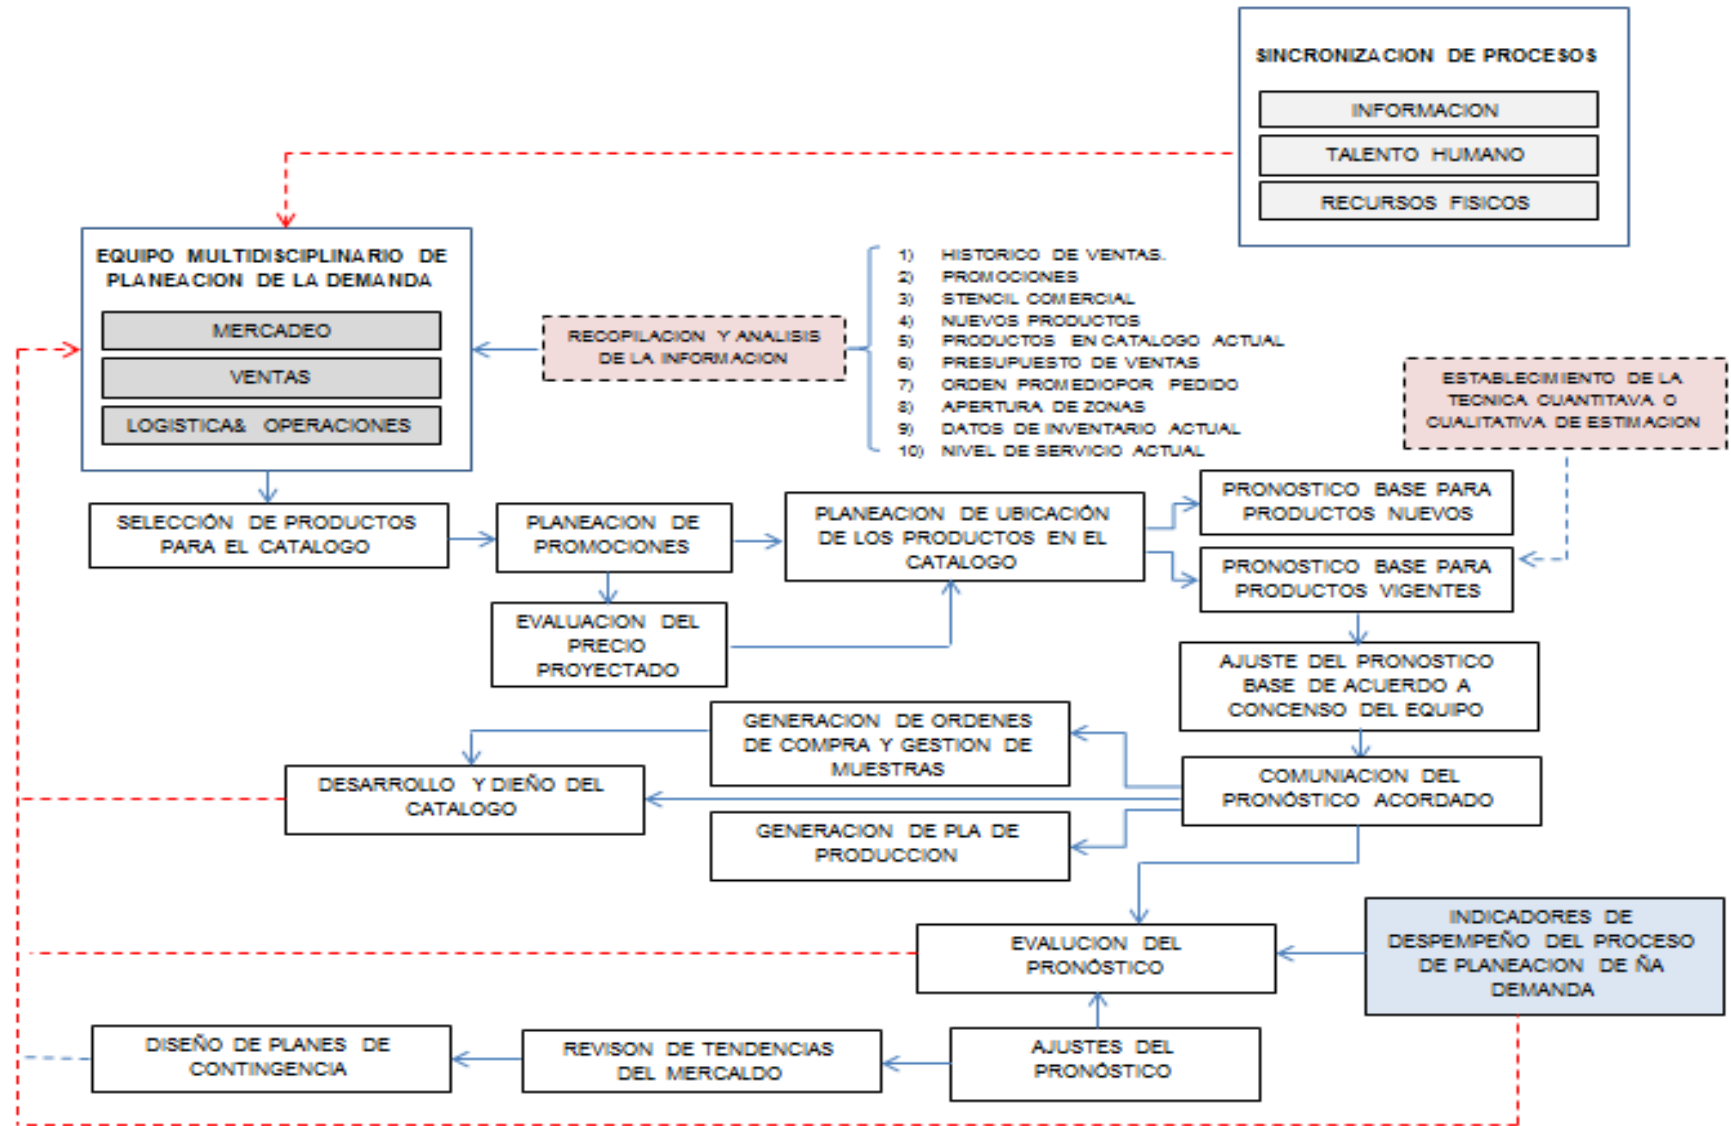 SINCRONIZACION DE PROCESOS
INFORMACION
TALENTO HUMANO
RECURSOS FISICOS
EQUIPO MULTIDISCIPLINARIO DE
PLANEACION DE LA DEMANDA
MERCADEO
VENTAS
LOGISTICA& OPERACIONES
RECOPILACION Y ANALISIS
DE LA INFORMACION
1) HISTORICO DE VENTAS.
2) PROMOCIONES
3) STENCIL COMERCIAL
4) NUEVOS PRODUCTOS
5) PRODUCTOS EN CATALOGO ACTUAL
6) PRESUPUESTO DE VENTAS
7) ORDEN PROMEDIOPOR PEDIDO
8) APERTURA DE ZONAS
9) DATOS DE INVENTARIO ACTUAL
10) NIVEL DE SERVICIO ACTUAL
ESTABLECIMIENTO DE LA
TECNICA CUANTITAVA O
CUALITATIVA DE ESTIMACION
SELECCIÓN DE PRODUCTOS
PARA EL CATALOGO
PLANEACION DE
PROMOCIONES
PLANEACION DE UBICACIÓN
DE LOS PRODUCTOS EN EL
CATALOGO
PRONOSTICO BASE PARA
PRODUCTOS NUEVOS
PRONOSTICO BASE PARA
PRODUCTOS VIGENTES
EVALUACION DEL
PRECIO
PROYECTADO
AJUSTE DEL PRONOSTICO
BASE DE ACUERDO A
CONCENSO DEL EQUIPO
GENERACION DE ORDENES
DE COMPRA Y GESTION DE
MUESTRAS
DESARROLLO Y DIEÑO DEL
CATALOGO
COMUNIACION DEL
PRONÓSTICO ACORDADO
GENERACION DE PLA DE
PRODUCCION
EVALUCION DEL
PRONÓSTICO
INDICADORES DE
DESPEMPEÑO DEL PROCESO
DE PLANEACION DE ÑA
DEMANDA
DISEÑO DE PLANES DE
CONTINGENCIA
REVISON DE TENDENCIAS
DEL MERCALDO
AJUSTES DEL
PRONÓSTICO